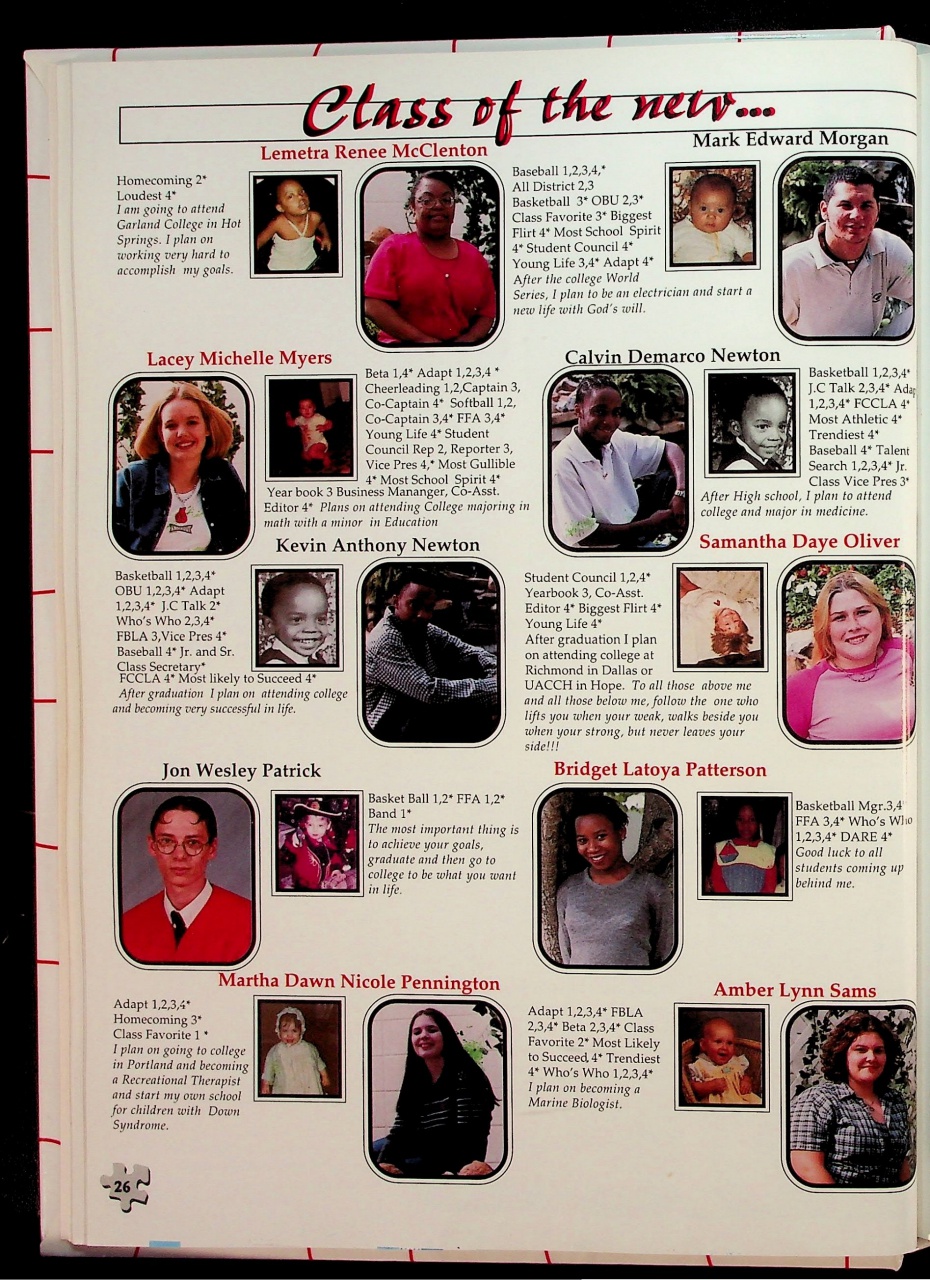 Class of the new...
Lemetra Renee McClenton
Homecoming 2*
Loudest 4*
I am going to attend
Garland College in Hot
Springs. I plan on
working very hard to
accomplish my goals.
Mark Edward Morgan
Baseball 1,2,3,4,*
All District 2,3
Basketball 3* OBU 2,3*
Class Favorite 3* Biggest
Flirt 4* Most School Spirit
4* Student Council 4*
Young Life 3,4* Adapt 4*
After the college World
Series, I plan to be an electrician and start a
new life with God's will.
Lacey Michelle Myers
Beta 1,4* Adapt 1,2,3,4 *
Cheerleading 1,2,Captain 3,
Co-Captain 4* Softball 1,2,
Co-Captain 3,4* FFA 3,4*
Young Life 4* Student
Council Rep 2, Reporter 3,
Vice Pres 4,* Most Gullible
4* Most School Spirit 4*
Year book 3 Business Mananger, Co-Asst.
Editor 4* Plans on attending College majoring in
math with a minor in Education
Calvin Demarco Newton
Basketball 1,2,3,4*
J.C Talk 2,3,4* Adap
1,2,3,4* FCCLA 4*
Most Athletic 4*
Trendiest 4*
Baseball 4* Talent
Search 1,2,3,4* Jr.
Class Vice Pres 3*
After High school, I plan to attend
college and major in medicine.
Kevin Anthony Newton
Basketball 1,2,3,4*
OBU 1,2,3,4* Adapt
1,2,3,4* J.C Talk 2*
Who's Who 2,3,4*
FBLA 3,Vice Pres 4*
Baseball 4* Jr. and Sr.
Class Secretary*
FCCLA 4* Most likely to Succeed 4*
After graduation I plan on attending college
and becoming very successful in life.
Samantha Daye Oliver
Student Council 1,2,4*
Yearbook 3, Co-Asst.
Editor 4* Biggest Flirt 4*
Young Life 4*
After graduation I plan
on attending college at
Richmond in Dallas or
UACCH in Hope. To all those above me
and all those below me, follow the one who
lifts you when your weak, walks beside you
when your strong, but never leaves your
side!!!
Jon Wesley Patrick
Basket Ball 1,2* FFA 1,2*
Band 1*
The most important thing is
to achieve your goals,
graduate and then go to
college to be what you want
in life.
Bridget Latoya Patterson
Basketball Mgr.3,4*
FFA 3,4* Who's Who
1,2,3,4* DARE 4*
Good luck to all
students coming up
behind me.
Martha Dawn Nicole Pennington
Adapt 1,2,3,4*
Homecoming 3*
Class Favorite 1 *
I plan on going to college
in Portland and becoming
a Recreational Therapist
and start my own school
for children with Down
Syndrome.
Amber Lynn Sams
Adapt 1,2,3,4* FBLA
2,3,4* Beta 2,3,4* Class
Favorite 2* Most Likely
to Succeed, 4* Trendiest
4* Who's Who 1,2,3,4*
I plan on becoming a
Marine Biologist.
26